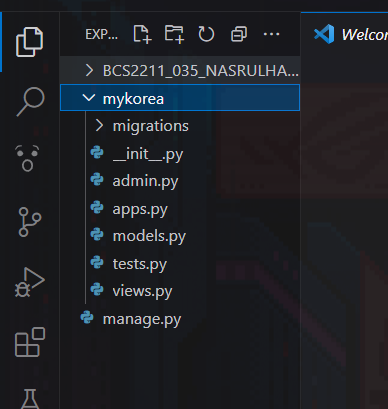 EXP...
Welcom
BCS2211_035_NASRULHA...
mykorea
migrations
__init__.py
admin.py
apps.py
models.py
tests.py
views.py
manage.py